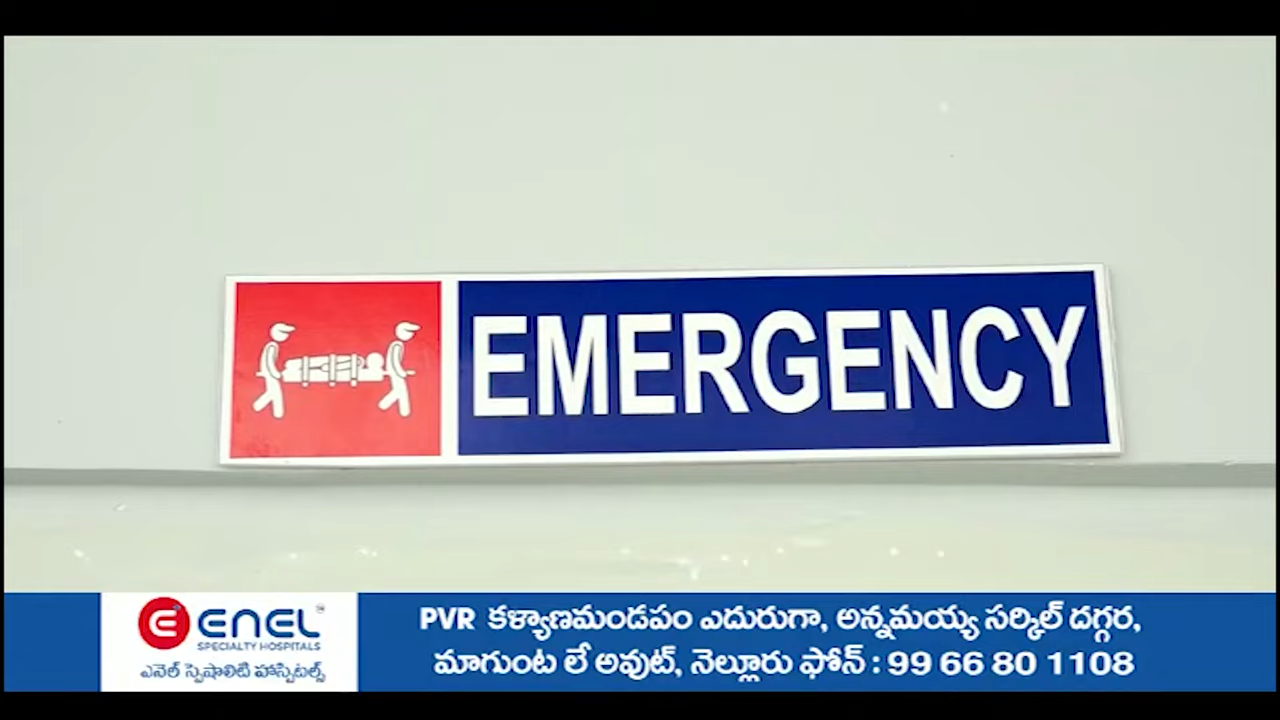 EMERGENCY
ENEL
SPECIALTY HOSPITALS
ఎనెల్ స్పెషాలిటి హాస్పిటల్స్
PVR కళ్యాణమండపం ఎదురుగా, అన్నమయ్య సర్కిల్ దగ్గర,
మాగుంట లే అవుట్, నెల్లూరు ఫోన్ : 99 66 80 1108